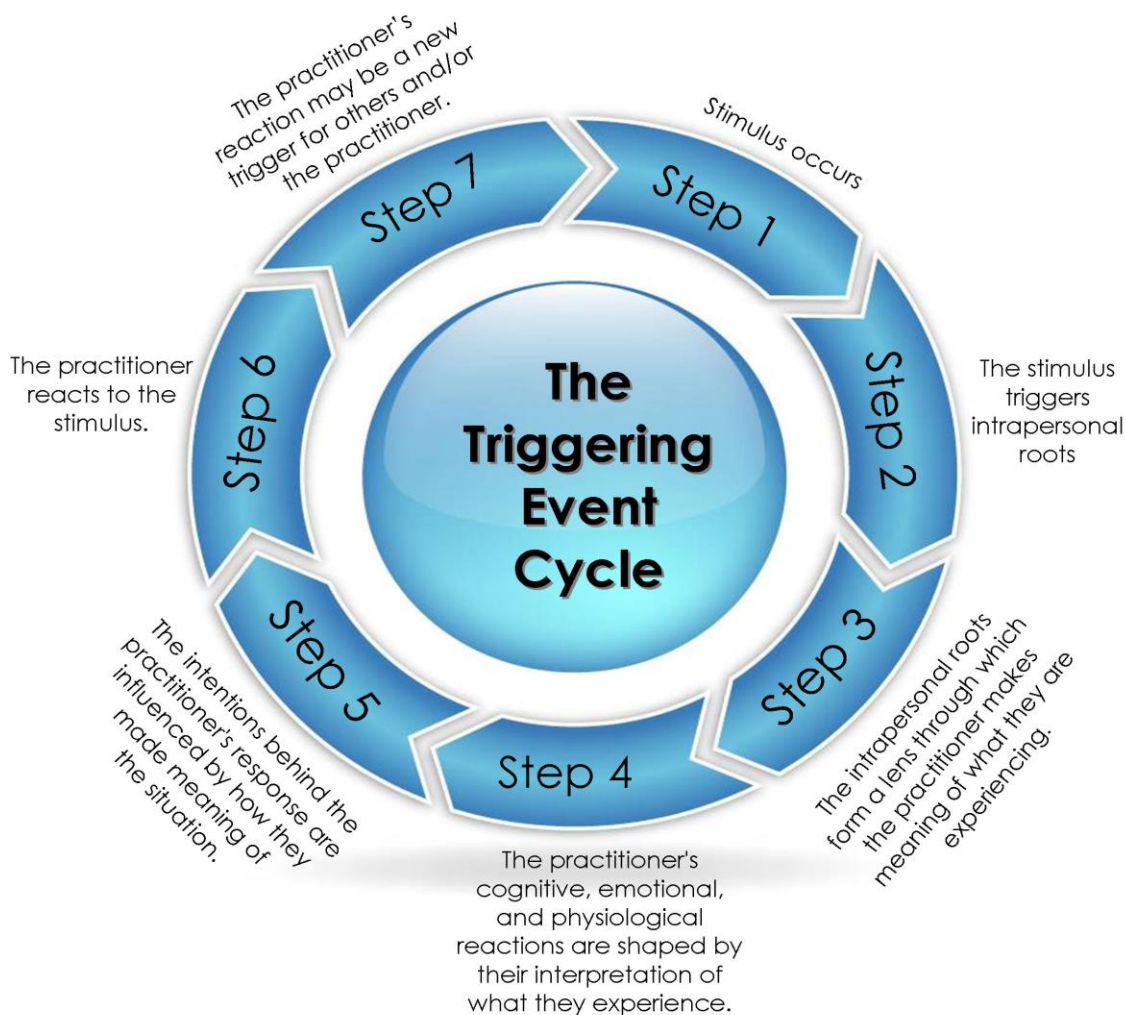 The
Triggering
Event
Cycle
Step 1
Stimulus occurs
Step 2
The stimulus
triggers
intrapersonal
roots
Step 3
The intrapersonal roots
form a lens through which
the practitioner makes
meaning of what they are
experiencing.
Step 4
The practitioner's
cognitive, emotional,
and physiological
reactions are shaped by
their interpretation of
what they experience.
Step 5
The intentions behind the
practitioner's response are
influenced by how they
made meaning of
the situation.
Step 6
The practitioner
reacts to the
stimulus.
Step 7
The practitioner's
reaction may be a new
trigger for others and/or
the practitioner.